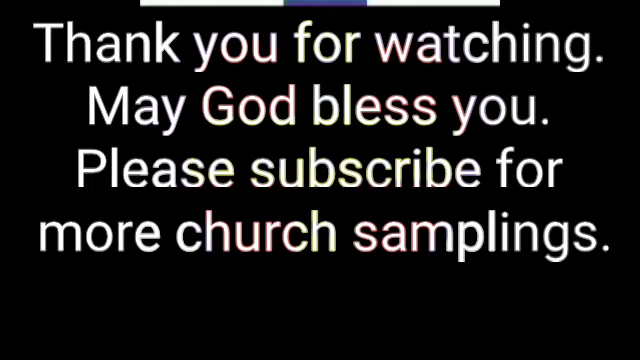 Thank you for watching.
May God bless you.
Please subscribe for
more church samplings.